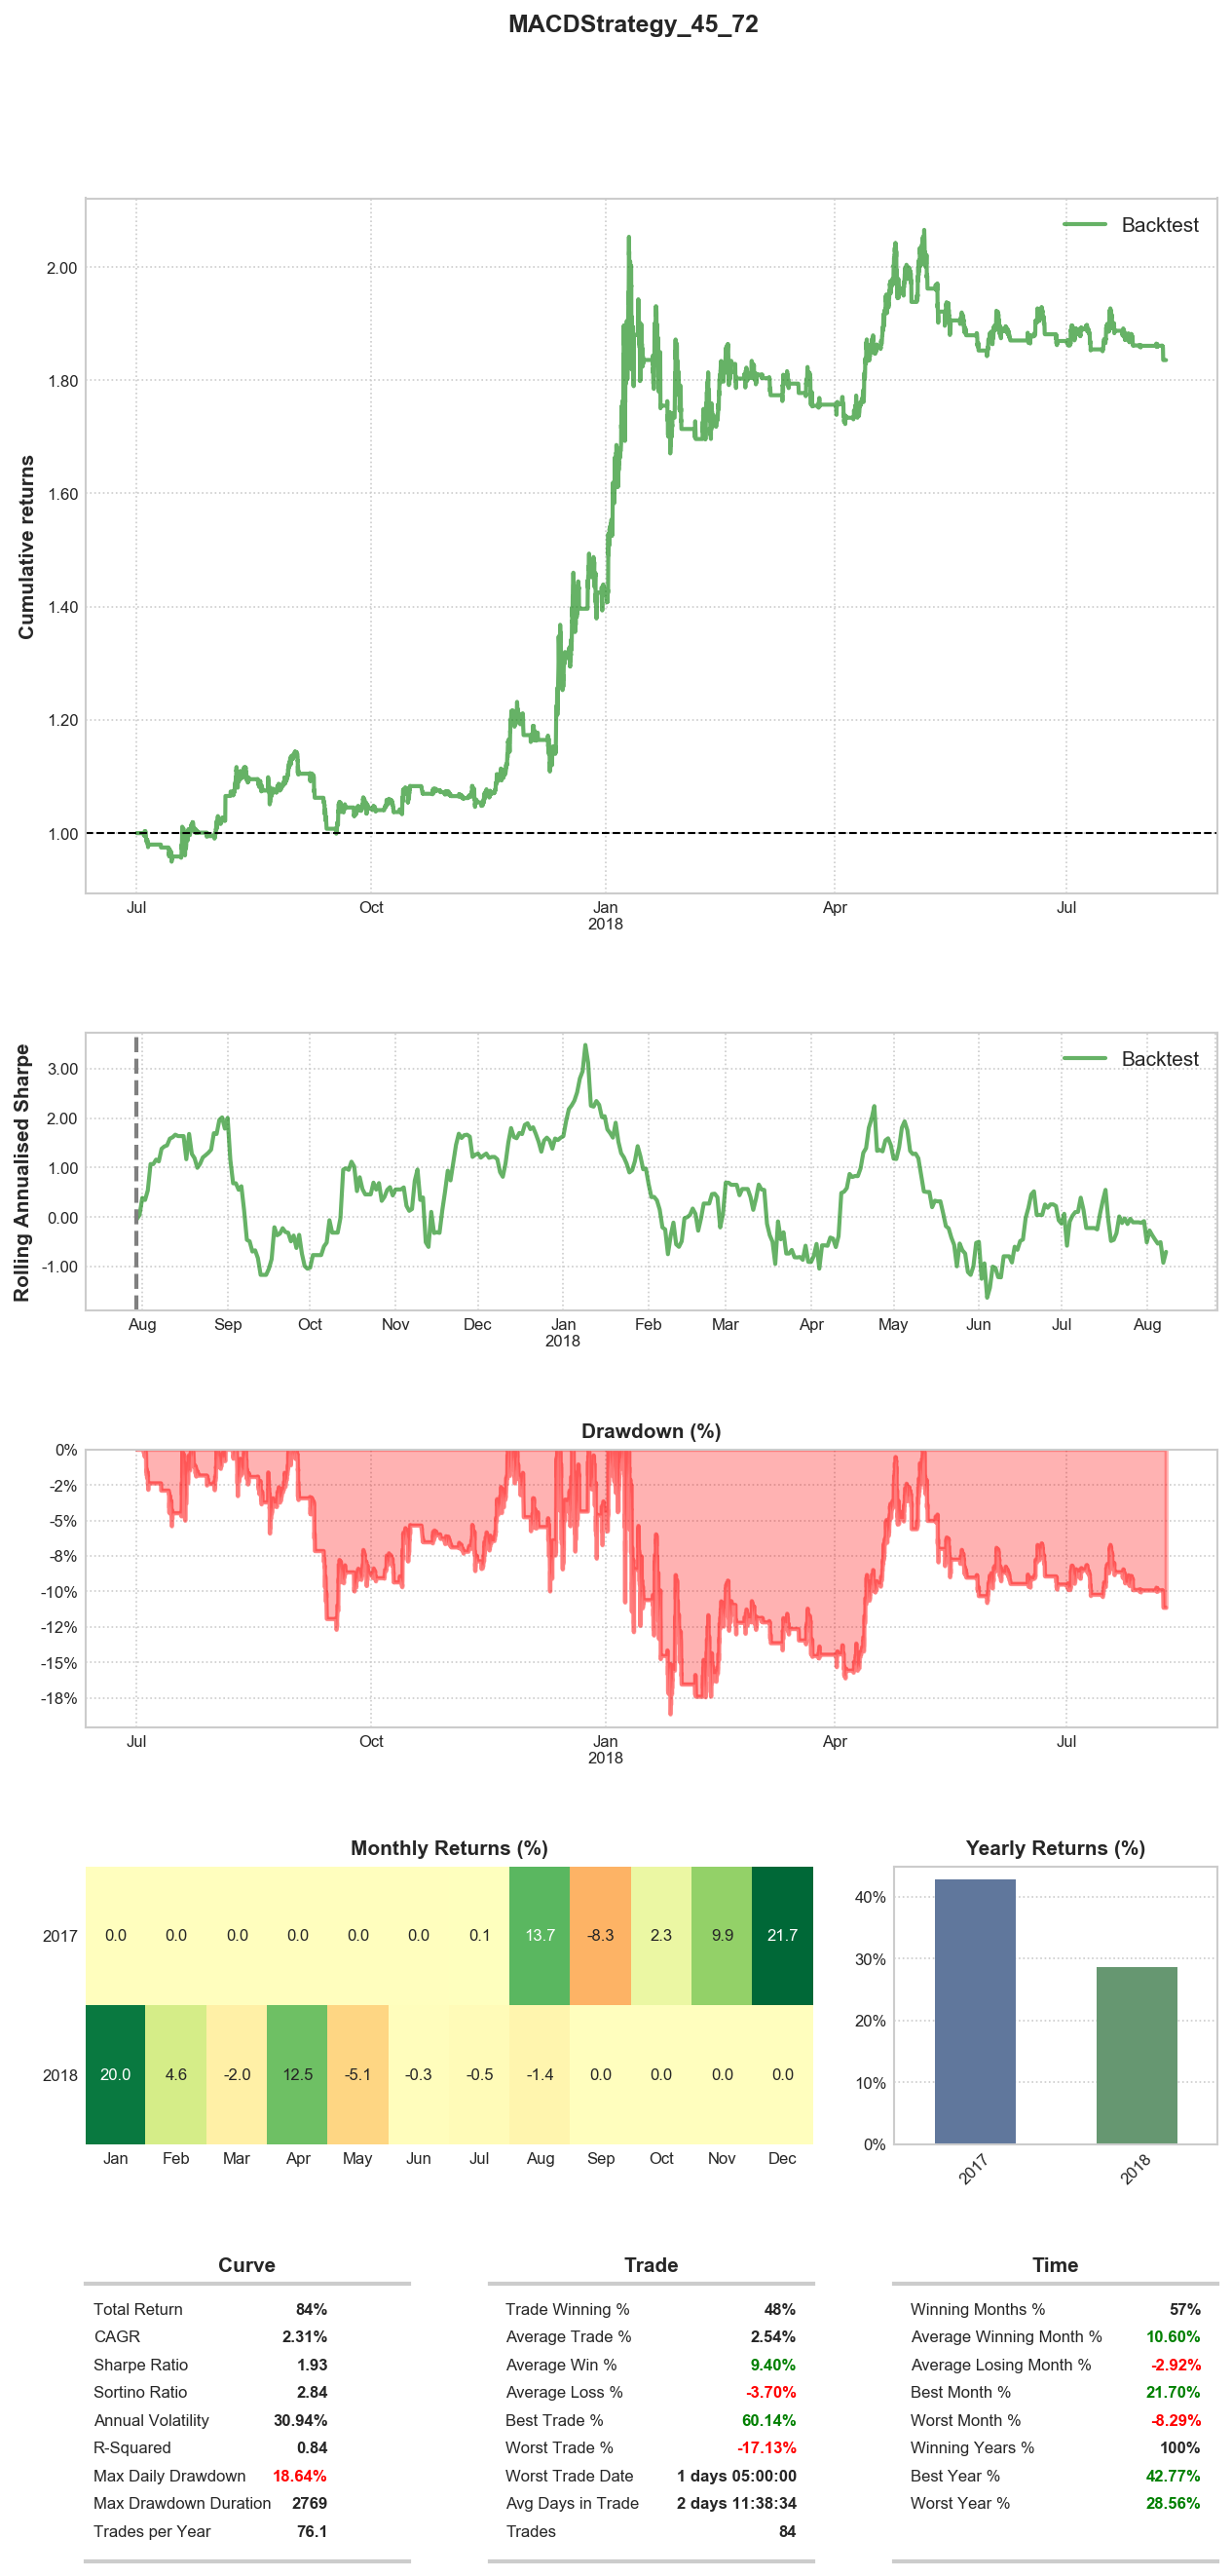 MACDStrategy_45_72
Backtest
Cumulative returns
2.00
1.80
1.60
1.40
1.20
1.00
Jul Oct Jan Apr Jul
2018
Backtest
Rolling Annualised Sharpe
3.00
2.00
1.00
0.00
-1.00
Aug Sep Oct Nov Dec Jan Feb Mar Apr May Jun Jul Aug
2018
Drawdown (%)
0%
-2%
-5%
-8%
-10%
-12%
-15%
-18%
Jul Oct Jan Apr Jul
2018
Monthly Returns (%)
2017 0.0 0.0 0.0 0.0 0.0 0.0 0.1 13.7 -8.3 2.3 9.9 21.7
2018 20.0 4.6 -2.0 12.5 -5.1 -0.3 -0.5 -1.4 0.0 0.0 0.0 0.0
Jan Feb Mar Apr May Jun Jul Aug Sep Oct Nov Dec
Yearly Returns (%)
40%
30%
20%
10%
0%
2017 2018
Curve
Total Return 84%
CAGR 2.31%
Sharpe Ratio 1.93
Sortino Ratio 2.84
Annual Volatility 30.94%
R-Squared 0.84
Max Daily Drawdown 18.64%
Max Drawdown Duration 2769
Trades per Year 76.1
Trade
Trade Winning % 48%
Average Trade % 2.54%
Average Win % 9.40%
Average Loss % -3.70%
Best Trade % 60.14%
Worst Trade % -17.13%
Worst Trade Date 1 days 05:00:00
Avg Days in Trade 2 days 11:38:34
Trades 84
Time
Winning Months % 57%
Average Winning Month % 10.60%
Average Losing Month % -2.92%
Best Month % 21.70%
Worst Month % -8.29%
Winning Years % 100%
Best Year % 42.77%
Worst Year % 28.56%